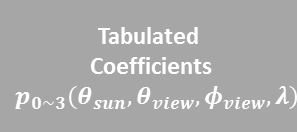 Tabulated
Coefficients
p₀~₃(θₛᵤₙ, θᵥᵢₑw, ϕᵥᵢₑw, λ)